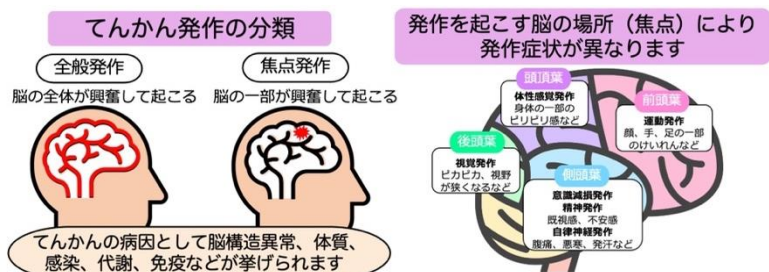 てんかん発作の分類
全般発作
脳の全体が興奮して起こる
焦点発作
脳の一部が興奮して起こる
てんかんの病因として脳構造異常、体質、
感染、代謝、免疫などが挙げられます
発作を起こす脳の場所（焦点）により
発作症状が異なります
頭頂葉
体性感覚発作
身体の一部の
ピリピリ感など
前頭葉
運動発作
顔、手、足の一部
のけいれんなど
後頭葉
視覚発作
ピカピカ、視野
が狭くなるなど
側頭葉
意識減損発作
精神発作
既視感、不安感
自律神経発作
腹痛、悪寒、発汗など